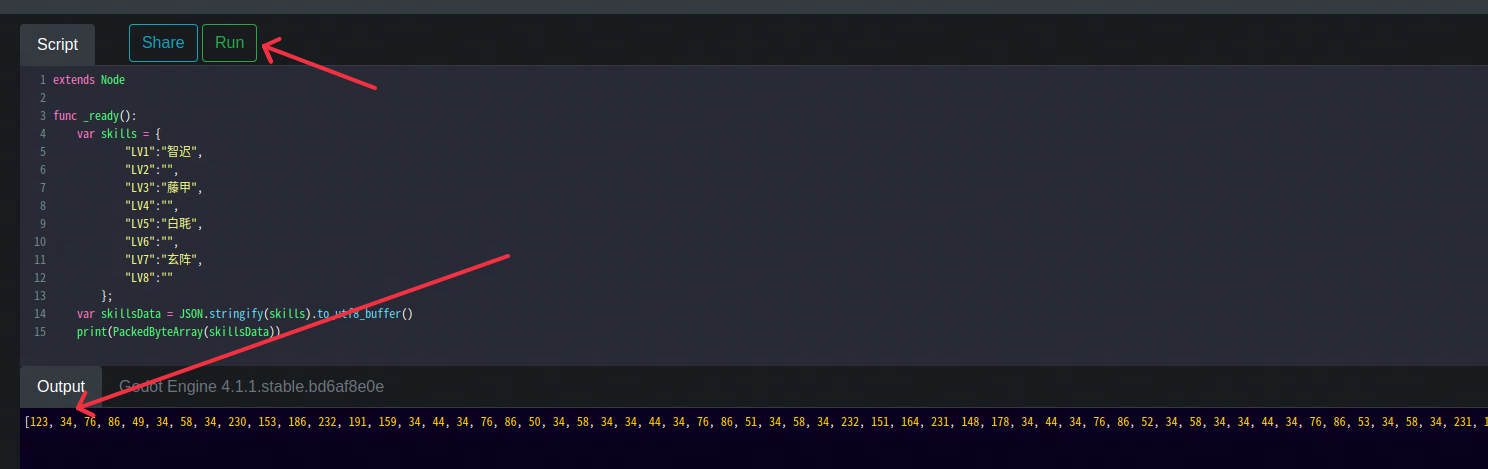 Script Share Run
1 extends Node
2
3 func _ready():
4 var skills = {
5 "LV1":"智迟",
6 "LV2":"",
7 "LV3":"藤甲",
8 "LV4":"",
9 "LV5":"白毦",
10 "LV6":"",
11 "LV7":"玄阵",
12 "LV8":""
13 };
14 var skillsData = JSON.stringify(skills).to_utf8_buffer()
15 print(PackedByteArray(skillsData))
Output Godot Engine 4.1.1.stable.bd6af8e0e
[123, 34, 76, 86, 49, 34, 58, 34, 230, 153, 186, 232, 191, 159, 34, 44, 34, 76, 86, 50, 34, 58, 34, 34, 44, 34, 76, 86, 51, 34, 58, 34, 232, 151, 164, 231, 148, 178, 34, 44, 34, 76, 86, 52, 34, 58, 34, 34, 44, 34, 76, 86, 53, 34, 58, 34, 231,